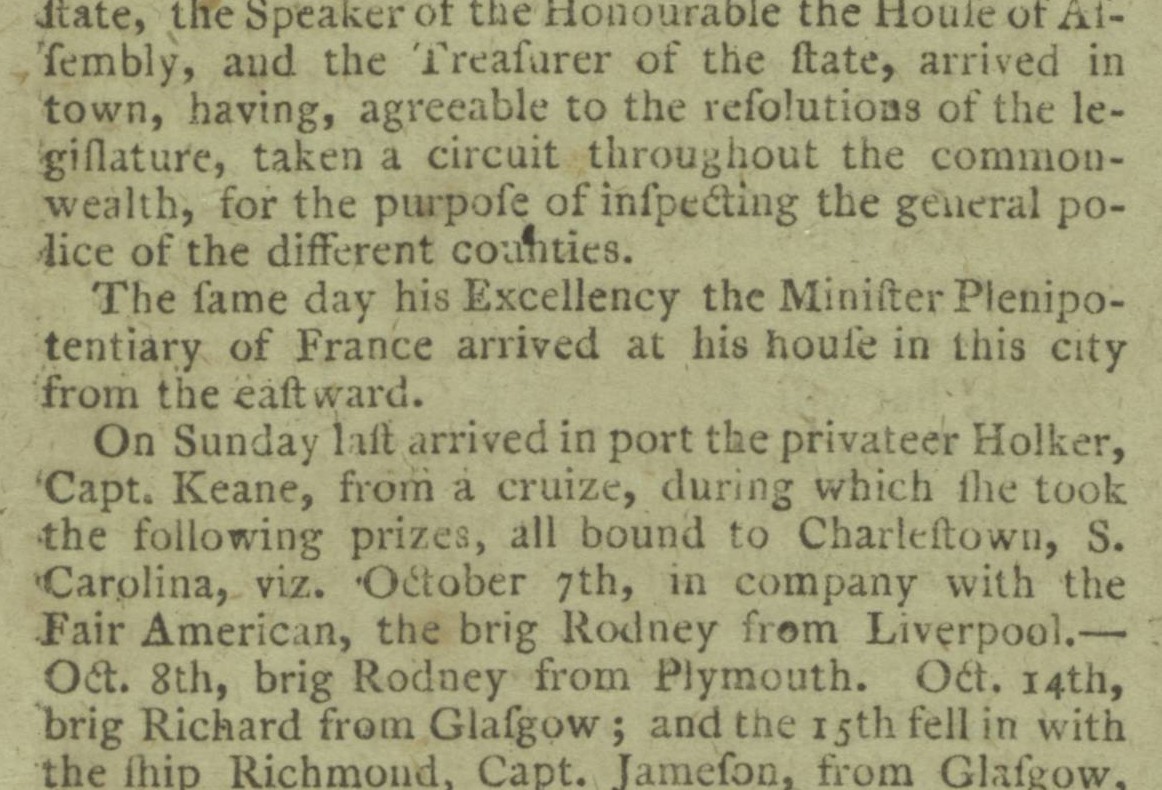 ſtate, the Speaker of the Honourable the Houſe of Aſ-
ſembly, and the Treaſurer of the ſtate, arrived in
town, having, agreeable to the reſolutions of the le-
giſlature, taken a circuit throughout the common-
wealth, for the purpoſe of inſpecting the general po-
lice of the different counties.
The ſame day his Excellency the Miniſter Plenipo-
tentiary of France arrived at his houſe in this city
from the eaſtward.
On Sunday laſt arrived in port the privateer Holker,
Capt. Keane, from a cruize, during which ſhe took
the following prizes, all bound to Charleſtown, S.
Carolina, viz. October 7th, in company with the
Fair American, the brig Rodney from Liverpool.—
Oct. 8th, brig Rodney from Plymouth. Oct. 14th,
brig Richard from Glaſgow; and the 15th fell in with
the ſhip Richmond, Capt. Jameſon, from Glaſgow,